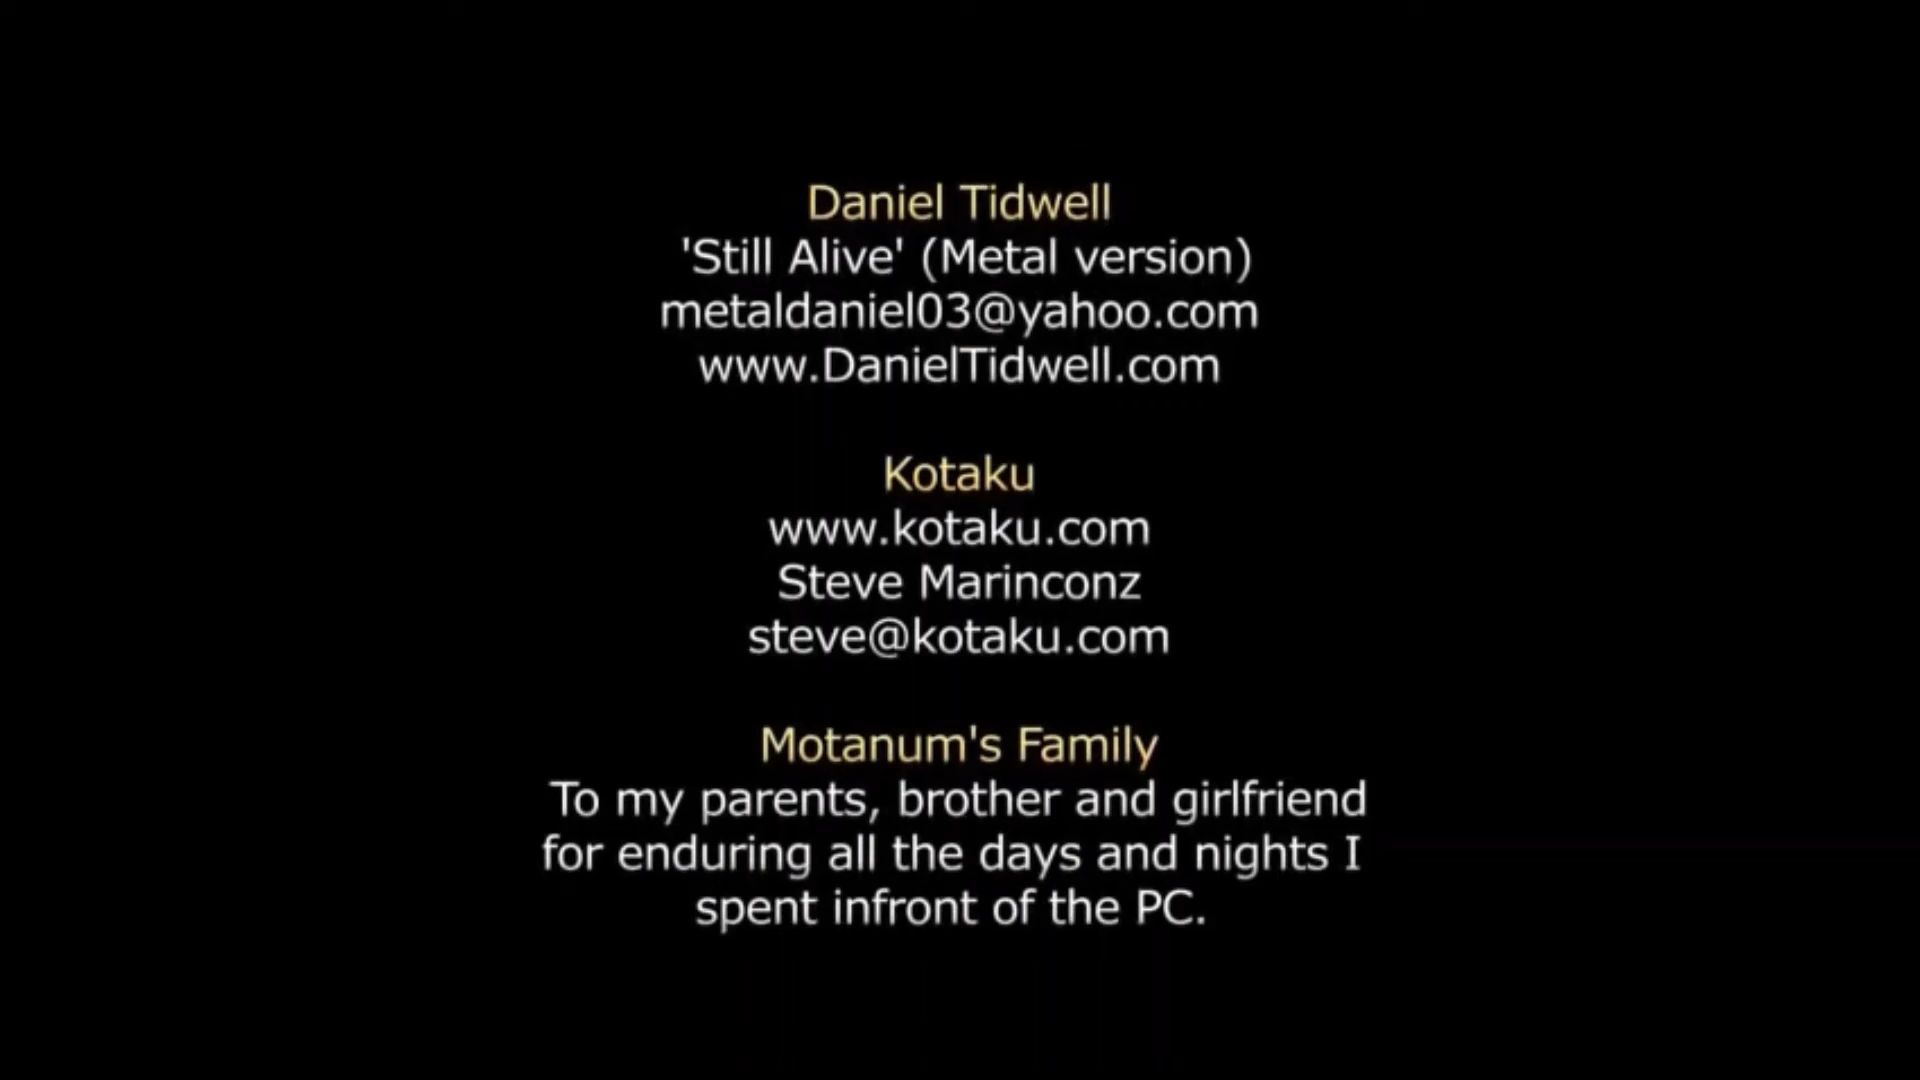 Daniel Tidwell
'Still Alive' (Metal version)
metaldaniel03@yahoo.com
www.DanielTidwell.com
Kotaku
www.kotaku.com
Steve Marinconz
steve@kotaku.com
Motanum's Family
To my parents, brother and girlfriend
for enduring all the days and nights I
spent infront of the PC.